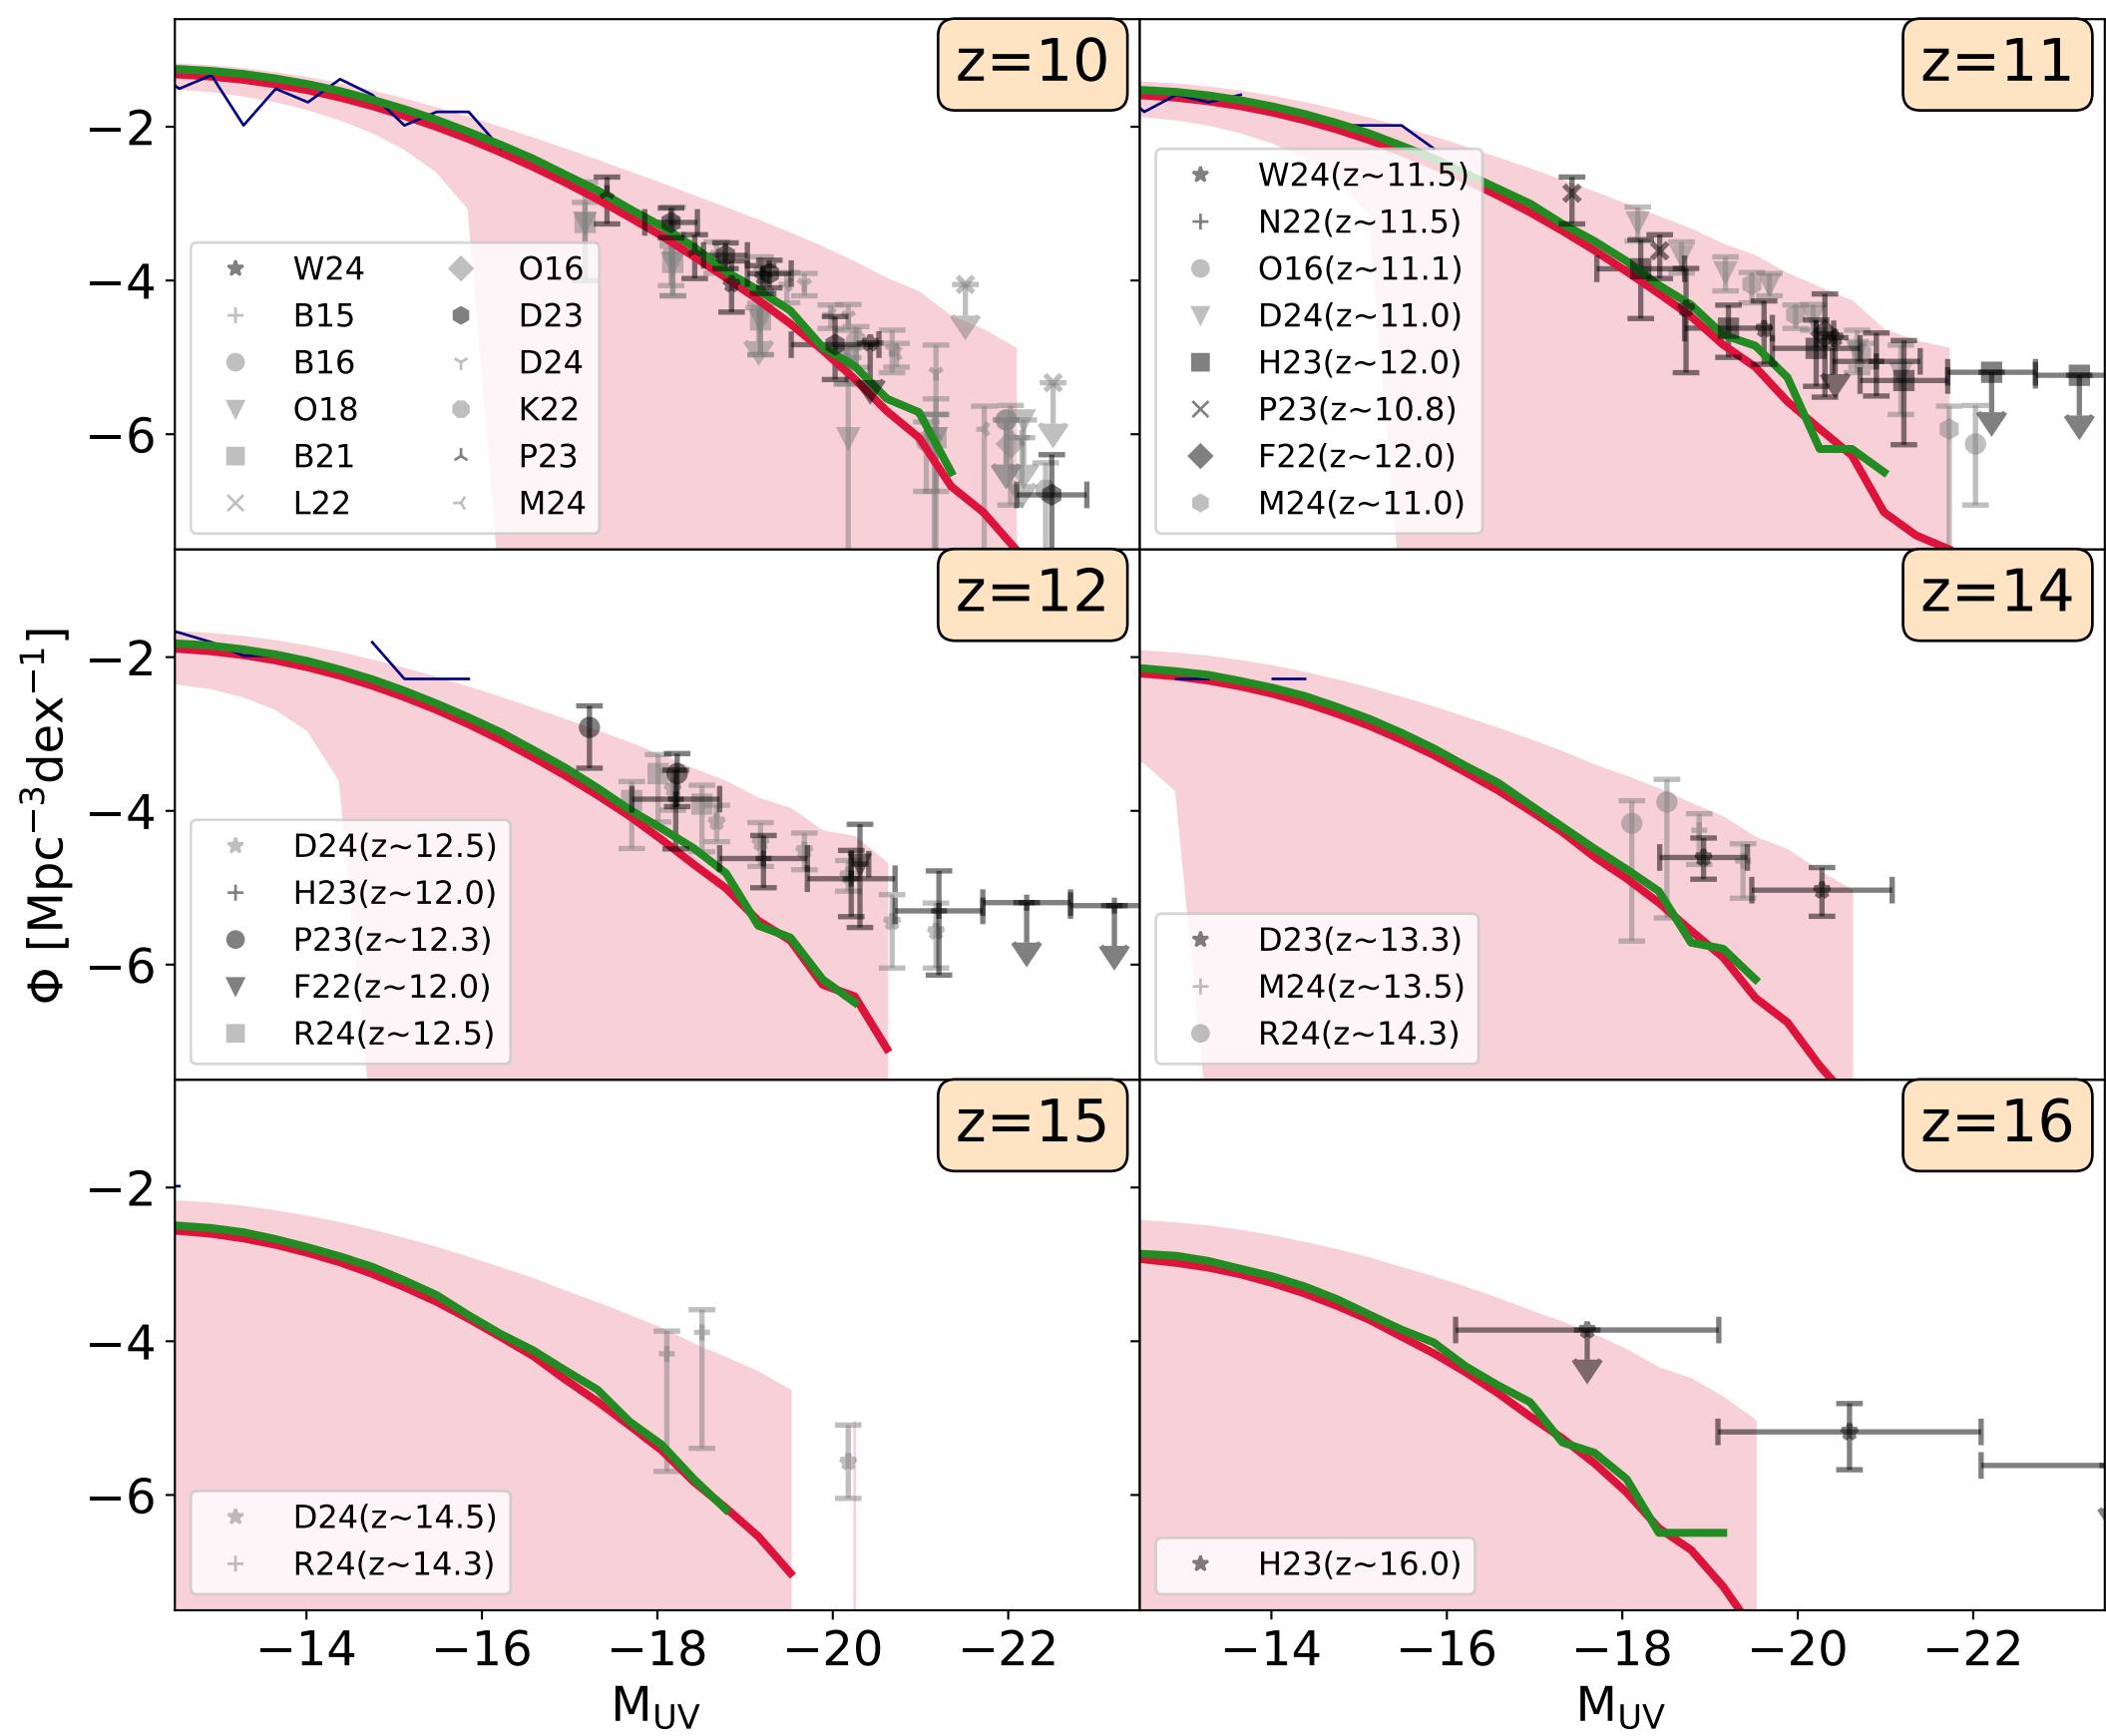 z=10
z=11
−2
−4
−6
W24
B15
B16
O18
B21
L22
O16
D23
D24
K22
P23
M24
W24(z~11.5)
N22(z~11.5)
O16(z~11.1)
D24(z~11.0)
H23(z~12.0)
P23(z~10.8)
F22(z~12.0)
M24(z~11.0)
z=12
z=14
−2
−4
−6
Φ [Mpc⁻³dex⁻¹]
D24(z~12.5)
H23(z~12.0)
P23(z~12.3)
F22(z~12.0)
R24(z~12.5)
D23(z~13.3)
M24(z~13.5)
R24(z~14.3)
z=15
z=16
−2
−4
−6
D24(z~14.5)
R24(z~14.3)
H23(z~16.0)
−14 −16 −18 −20 −22
−14 −16 −18 −20 −22
M_UV
M_UV